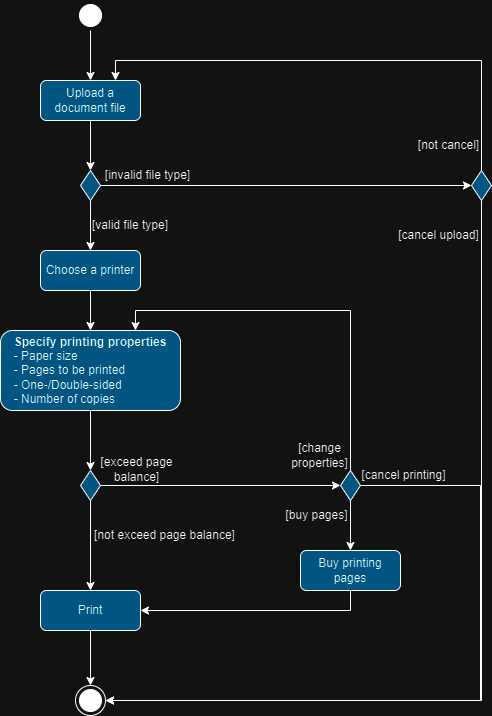 Upload a
document file
[not cancel]
[invalid file type]
[valid file type]
[cancel upload]
Choose a printer
Specify printing properties
- Paper size
- Pages to be printed
- One-/Double-sided
- Number of copies
[change
properties]
[exceed page
balance]
[cancel printing]
[buy pages]
[not exceed page balance]
Buy printing
pages
Print